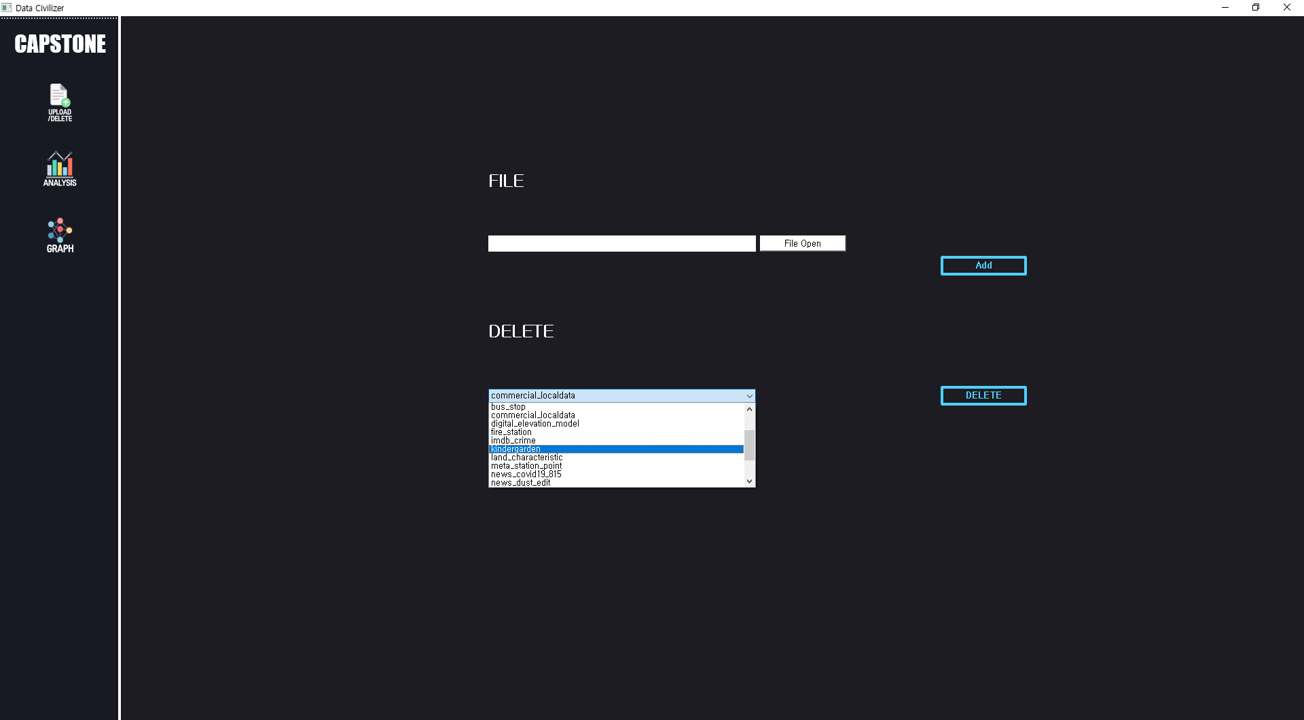 Data Civilizer
CAPSTONE
UPLOAD
/DELETE
ANALYSIS
GRAPH
FILE
File Open
Add
DELETE
commercial_localdata
DELETE
bus_stop
commercial_localdata
digital_elevation_model
fire_station
imdb_crime
kindergarden
land_characteristic
meta_station_point
news_covid19_815
news_dust_edit